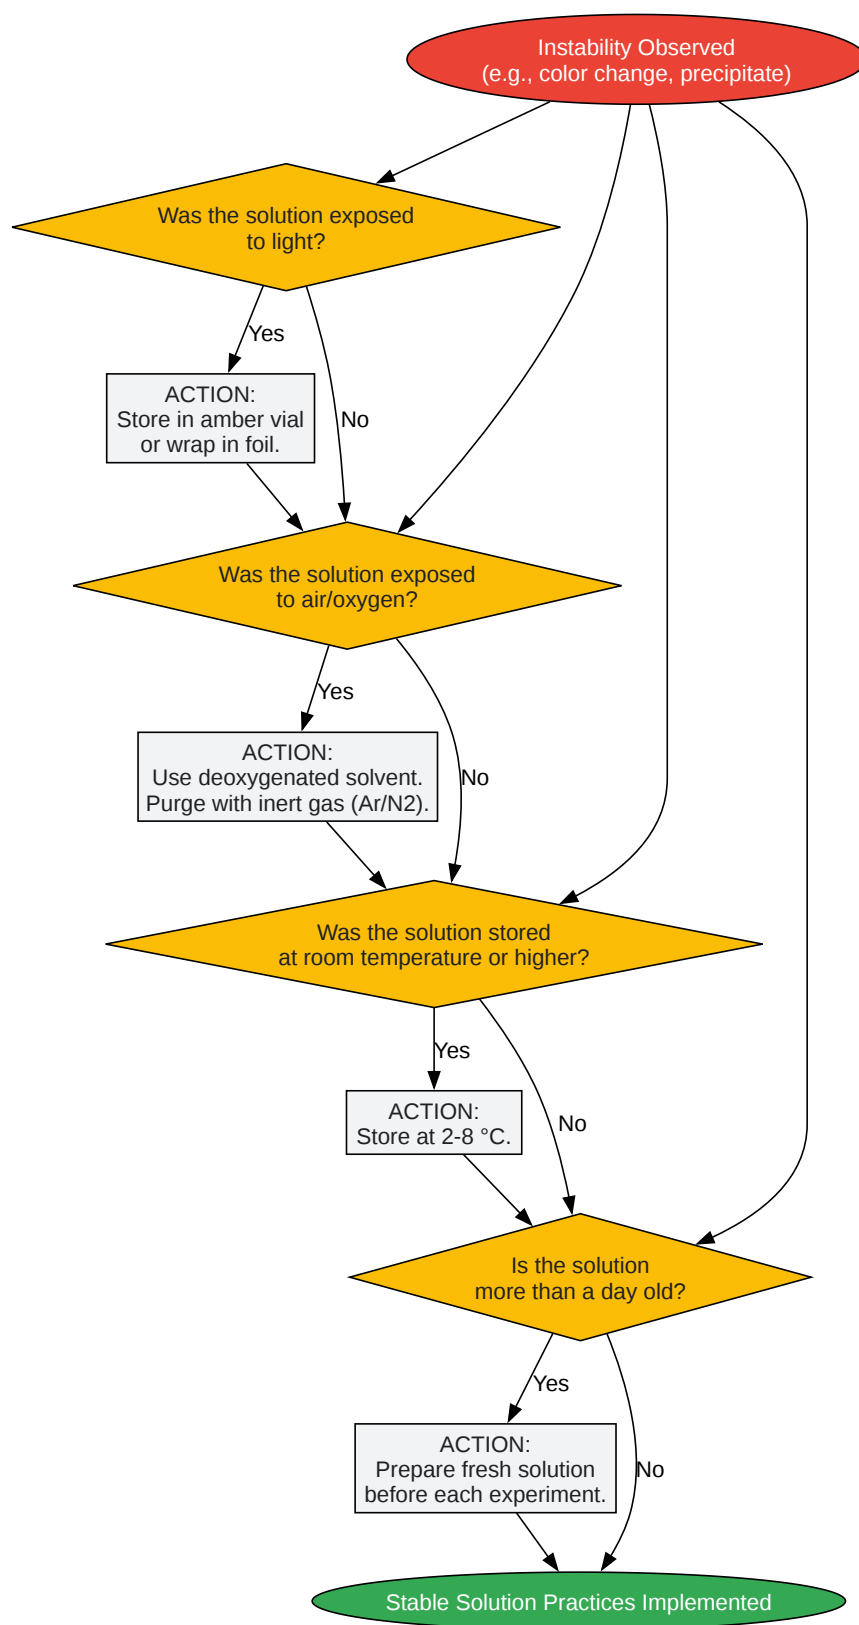 Instability Observed
(e.g., color change, precipitate)
Was the solution exposed
to light?
Yes
ACTION:
Store in amber vial
or wrap in foil.
No
Was the solution exposed
to air/oxygen?
Yes
ACTION:
Use deoxygenated solvent.
Purge with inert gas (Ar/N2).
No
Was the solution stored
at room temperature or higher?
Yes
ACTION:
Store at 2-8 °C.
No
Is the solution
more than a day old?
Yes
ACTION:
Prepare fresh solution
before each experiment.
No
Stable Solution Practices Implemented